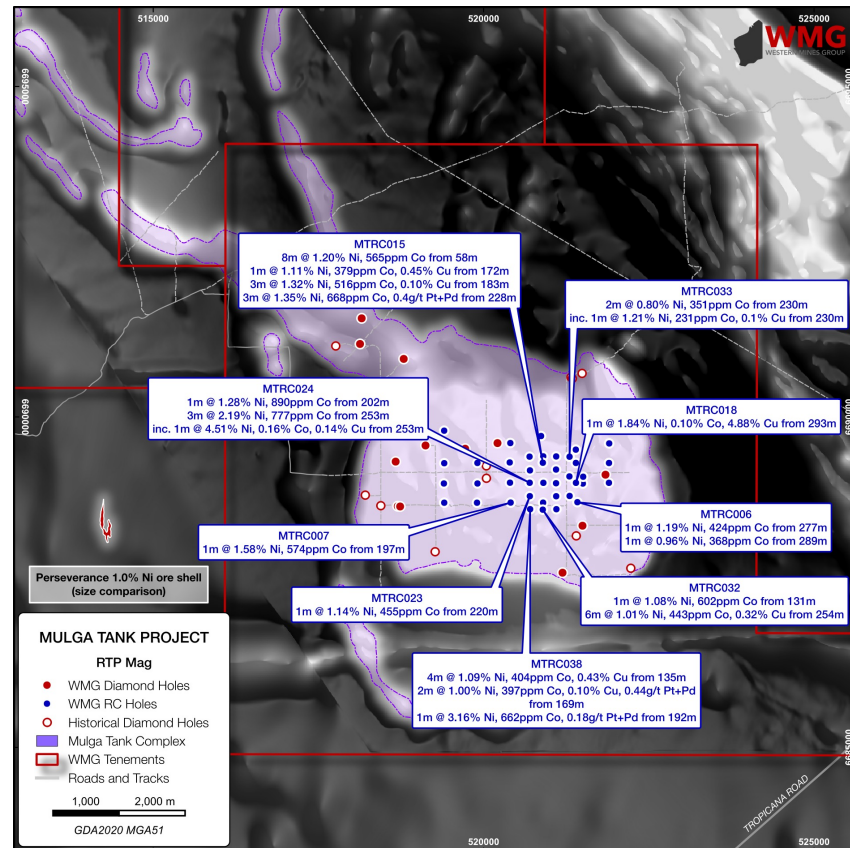 515000
520000
525000
WMG
WESTERN MINES GROUP
6695000
MTRC015
8m @ 1.20% Ni, 565ppm Co from 58m
1m @ 1.11% Ni, 379ppm Co, 0.45% Cu from 172m
3m @ 1.32% Ni, 516ppm Co, 0.10% Cu from 183m
3m @ 1.35% Ni, 668ppm Co, 0.4g/t Pt+Pd from 228m
MTRC033
2m @ 0.80% Ni, 351ppm Co from 230m
inc. 1m @ 1.21% Ni, 231ppm Co, 0.1% Cu from 230m
MTRC024
1m @ 1.28% Ni, 890ppm Co from 202m
3m @ 2.19% Ni, 777ppm Co from 253m
inc. 1m @ 4.51% Ni, 0.16% Co, 0.14% Cu from 253m
MTRC018
1m @ 1.84% Ni, 0.10% Co, 4.88% Cu from 293m
6690000
6690000
MTRC007
1m @ 1.58% Ni, 574ppm Co from 197m
MTRC006
1m @ 1.19% Ni, 424ppm Co from 277m
1m @ 0.96% Ni, 368ppm Co from 289m
Perseverance 1.0% Ni ore shell
(size comparison)
MTRC023
1m @ 1.14% Ni, 455ppm Co from 220m
MTRC032
1m @ 1.08% Ni, 602ppm Co from 131m
6m @ 1.01% Ni, 443ppm Co, 0.32% Cu from 254m
MTRC038
4m @ 1.09% Ni, 404ppm Co, 0.43% Cu from 135m
2m @ 1.00% Ni, 397ppm Co, 0.10% Cu, 0.44g/t Pt+Pd
from 169m
1m @ 3.16% Ni, 662ppm Co, 0.18g/t Pt+Pd from 192m
MULGA TANK PROJECT
RTP Mag
WMG Diamond Holes
WMG RC Holes
Historical Diamond Holes
Mulga Tank Complex
WMG Tenements
Roads and Tracks
1,000 2,000 m
GDA2020 MGA51
6685000
TROPICANA ROAD
520000
525000